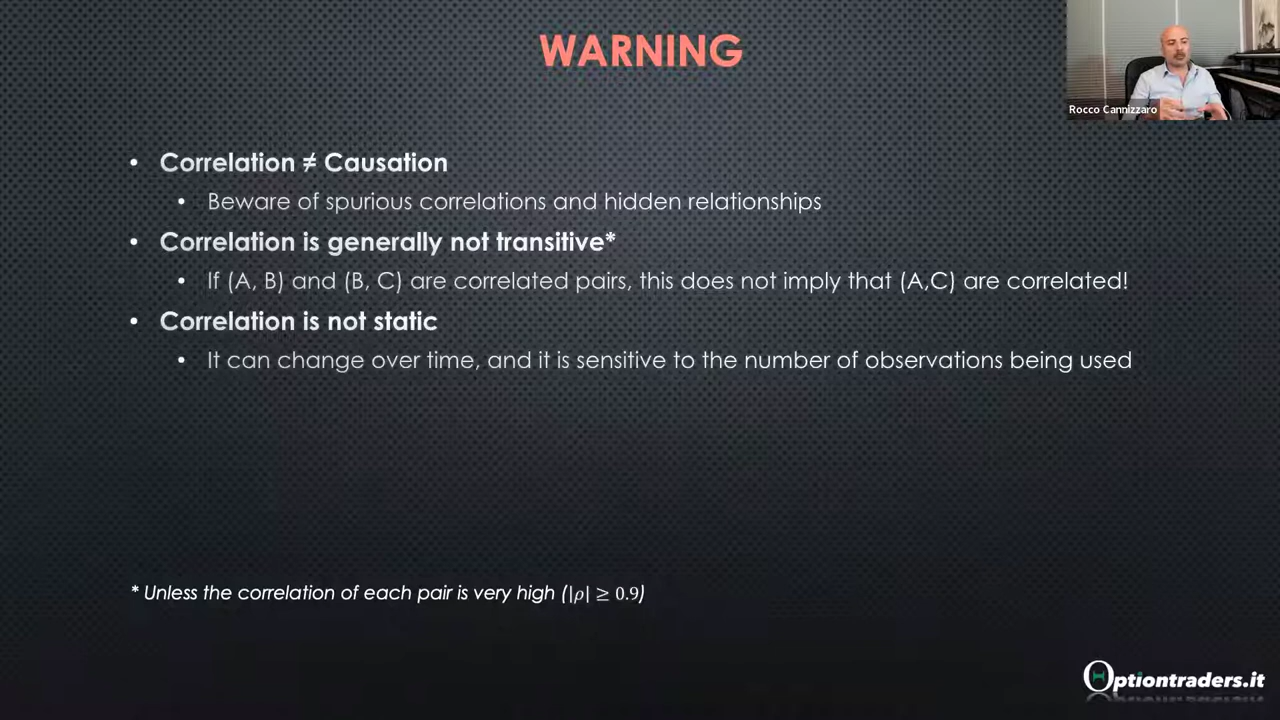 WARNING
Rocco Cannizzaro
• Correlation ≠ Causation
• Beware of spurious correlations and hidden relationships
• Correlation is generally not transitive*
• If (A, B) and (B, C) are correlated pairs, this does not imply that (A,C) are correlated!
• Correlation is not static
• It can change over time, and it is sensitive to the number of observations being used
* Unless the correlation of each pair is very high (|ρ| ≥ 0.9)
Optiontraders.it